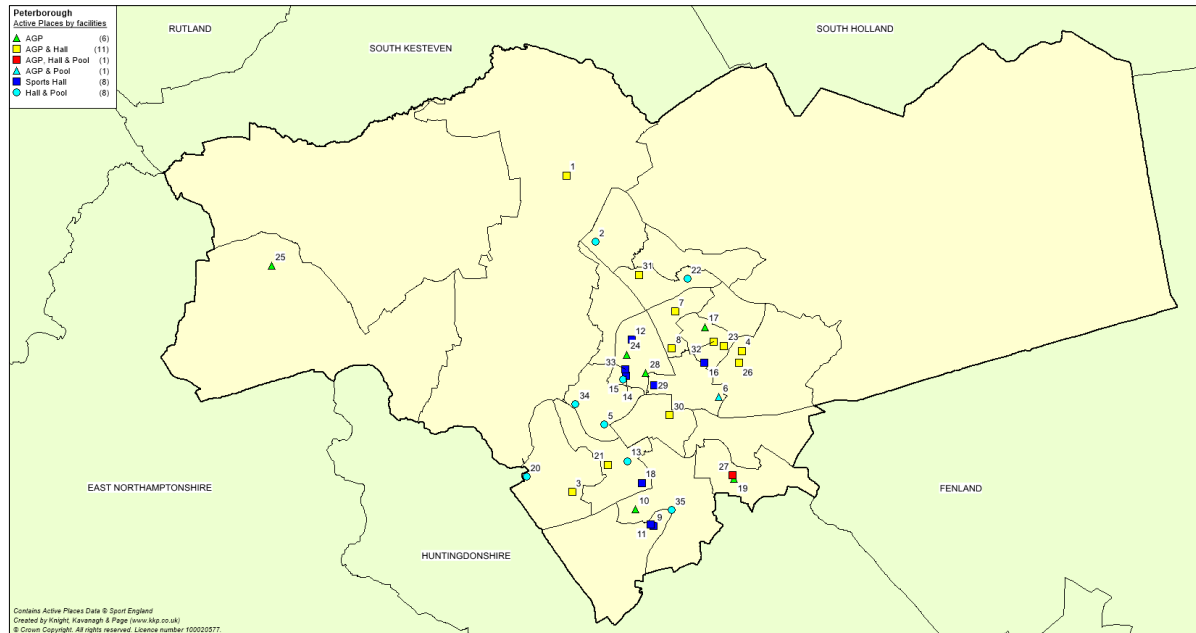 Peterborough
Active Places by facilities
AGP (6)
AGP & Hall (11)
AGP, Hall & Pool (1)
AGP & Pool (1)
Sports Hall (8)
Hall & Pool (8)
RUTLAND
SOUTH KESTEVEN
SOUTH HOLLAND
1
2
25
31
22
7
17
12
24
8
32
23
4
33
28
16
26
15
14
29
6
34
30
5
13
21
27
20
18
19
3
EAST NORTHAMPTONSHIRE
FENLAND
10
35
9
11
HUNTINGDONSHIRE
Contains Active Places Data © Sport England
Created by Knight, Kavanagh & Page (www.kkp.co.uk)
© Crown Copyright. All rights reserved. Licence number 100020577.